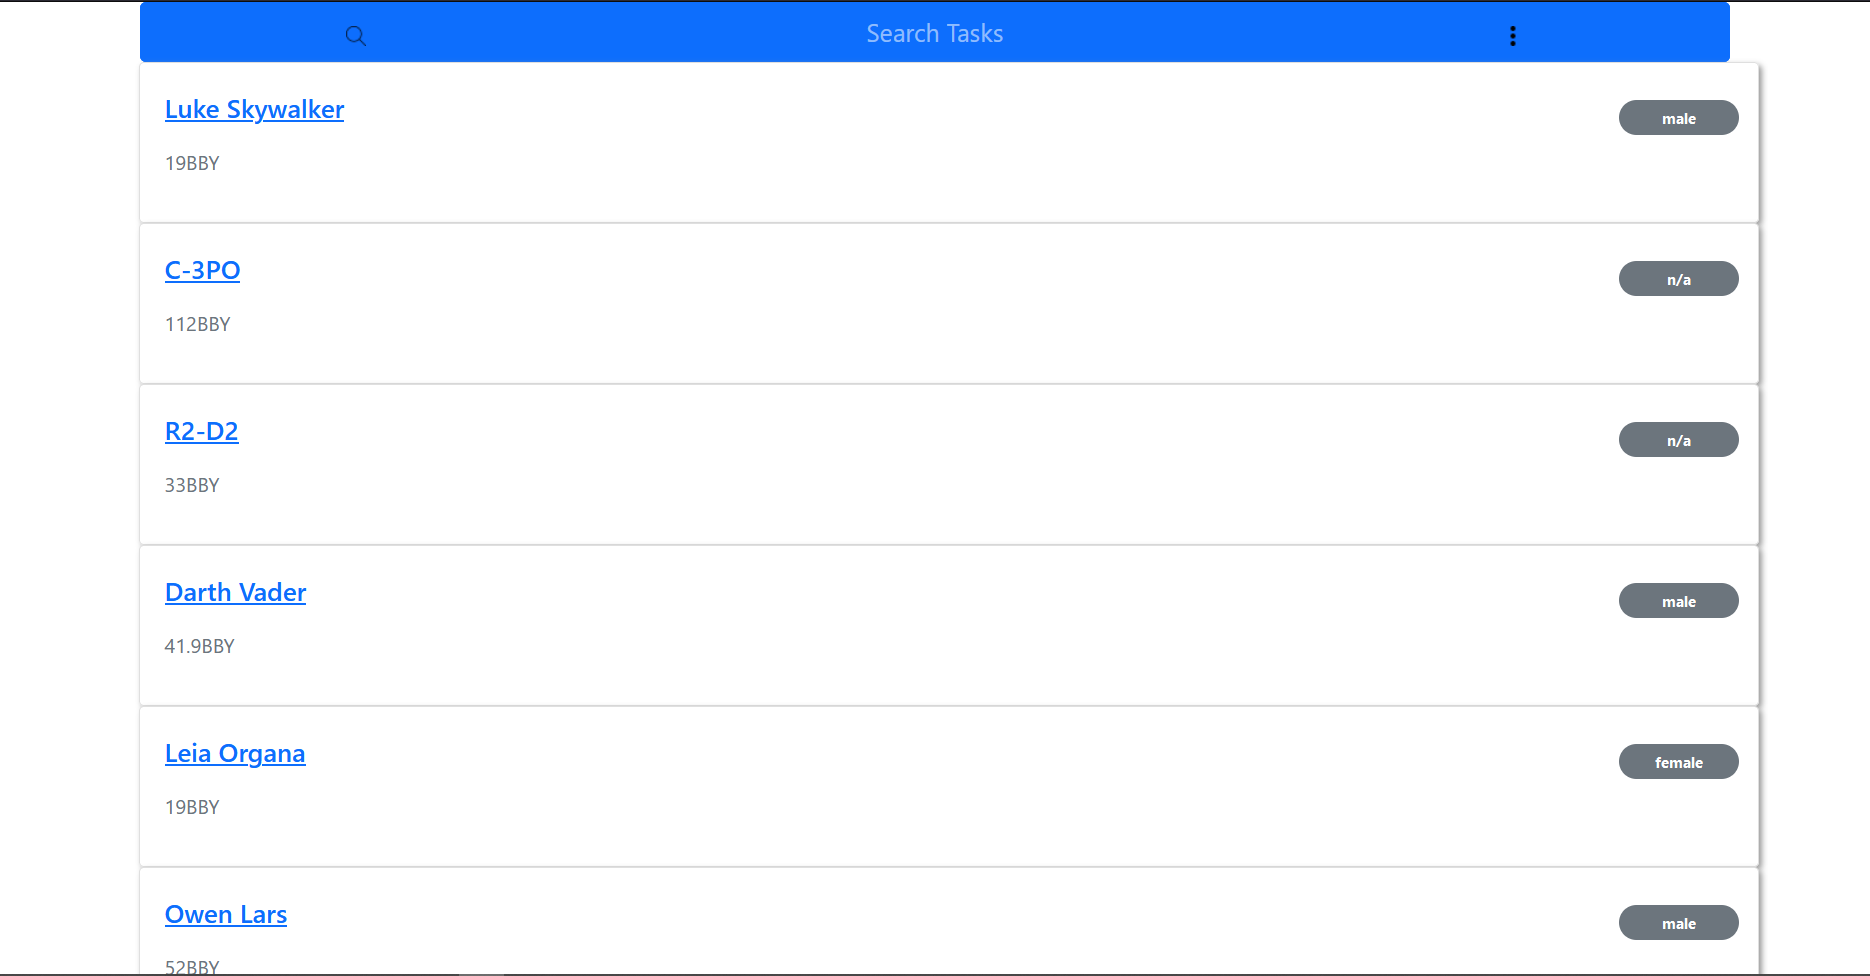 Search Tasks
Luke Skywalker
male
19BBY
C-3PO
n/a
112BBY
R2-D2
n/a
33BBY
Darth Vader
male
41.9BBY
Leia Organa
female
19BBY
Owen Lars
male
52BBY